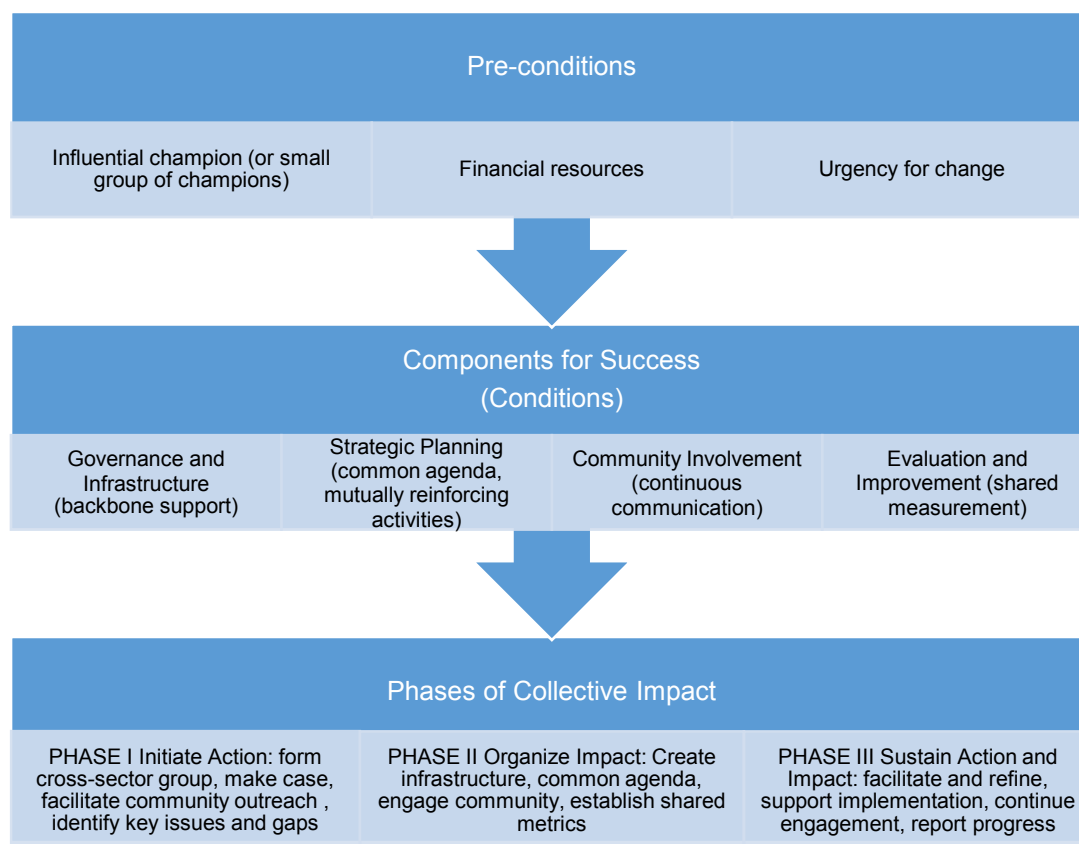 Pre-conditions
Influential champion (or small
group of champions)
Financial resources
Urgency for change
Components for Success
(Conditions)
Governance and
Infrastructure
(backbone support)
Strategic Planning
(common agenda,
mutually reinforcing
activities)
Community Involvement
(continuous
communication)
Evaluation and
Improvement (shared
measurement)
Phases of Collective Impact
PHASE I Initiate Action: form
cross-sector group, make case,
facilitate community outreach ,
identify key issues and gaps
PHASE II Organize Impact: Create
infrastructure, common agenda,
engage community, establish shared
metrics
PHASE III Sustain Action and
Impact: facilitate and refine,
support implementation, continue
engagement, report progress